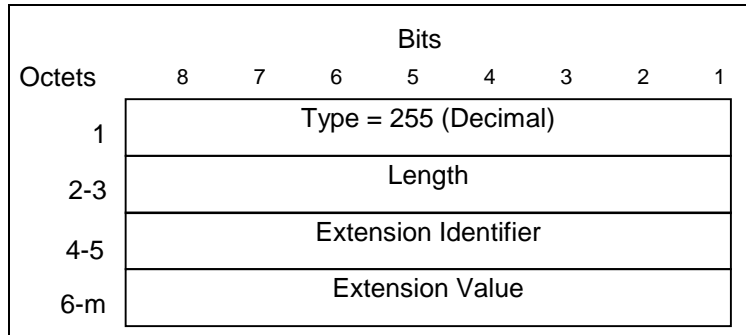 Bits
Octets 8 7 6 5 4 3 2 1
1 Type = 255 (Decimal)
2-3 Length
4-5 Extension Identifier
6-m Extension Value